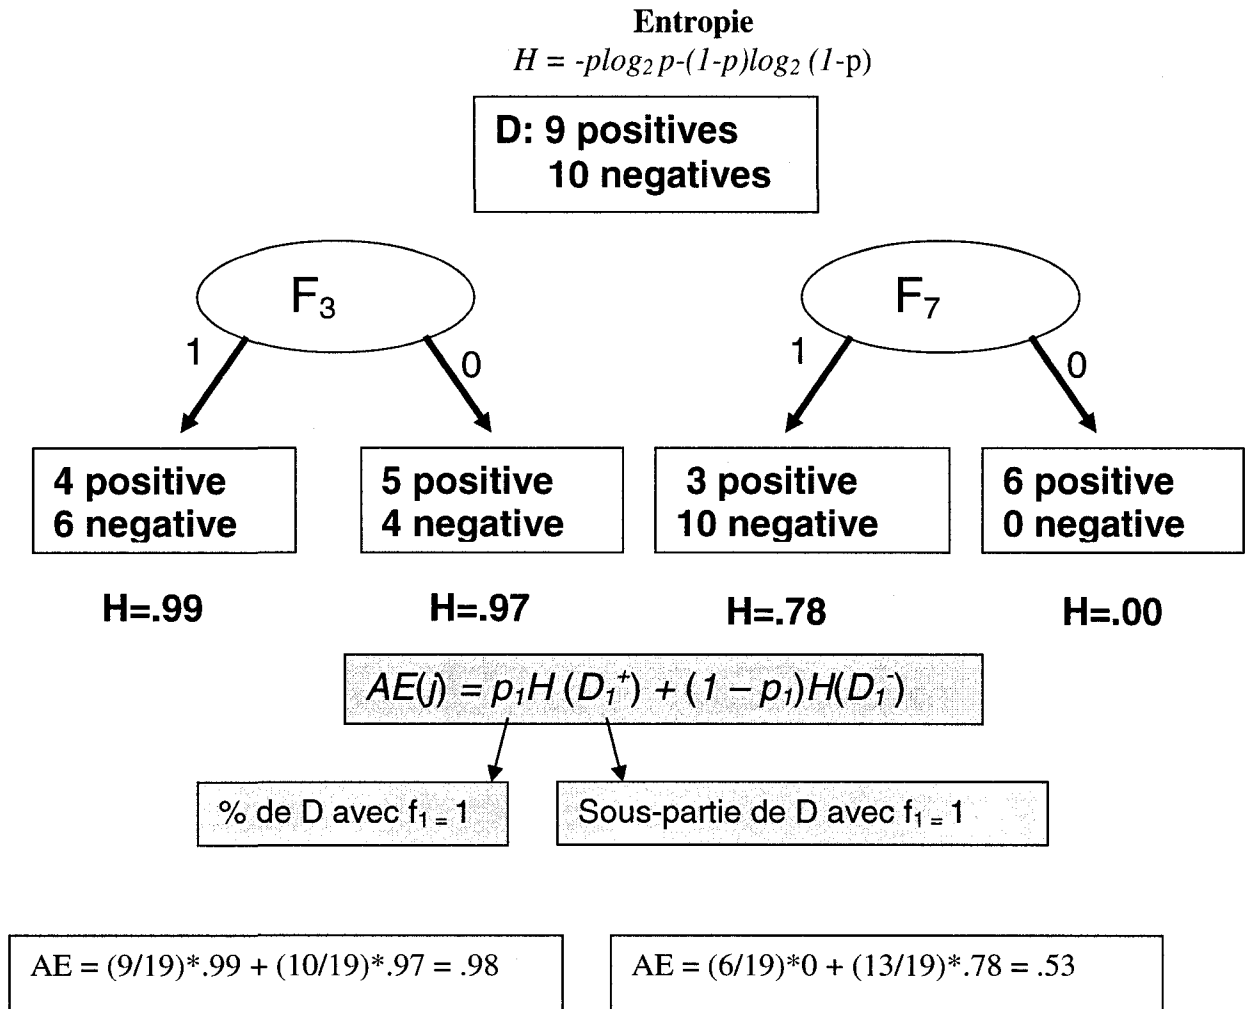 Entropie
H = -plog₂ p-(1-p)log₂ (1-p)
D: 9 positives
10 negatives
F₃
F₇
1
0
1
0
4 positive
6 negative
5 positive
4 negative
3 positive
10 negative
6 positive
0 negative
H=.99
H=.97
H=.78
H=.00
AE(j) = p₁H (D₁⁺) + (1 – p₁)H(D₁⁻)
% de D avec f₁ ₌ 1
Sous-partie de D avec f₁ ₌ 1
AE = (9/19)*.99 + (10/19)*.97 = .98
AE = (6/19)*0 + (13/19)*.78 = .53